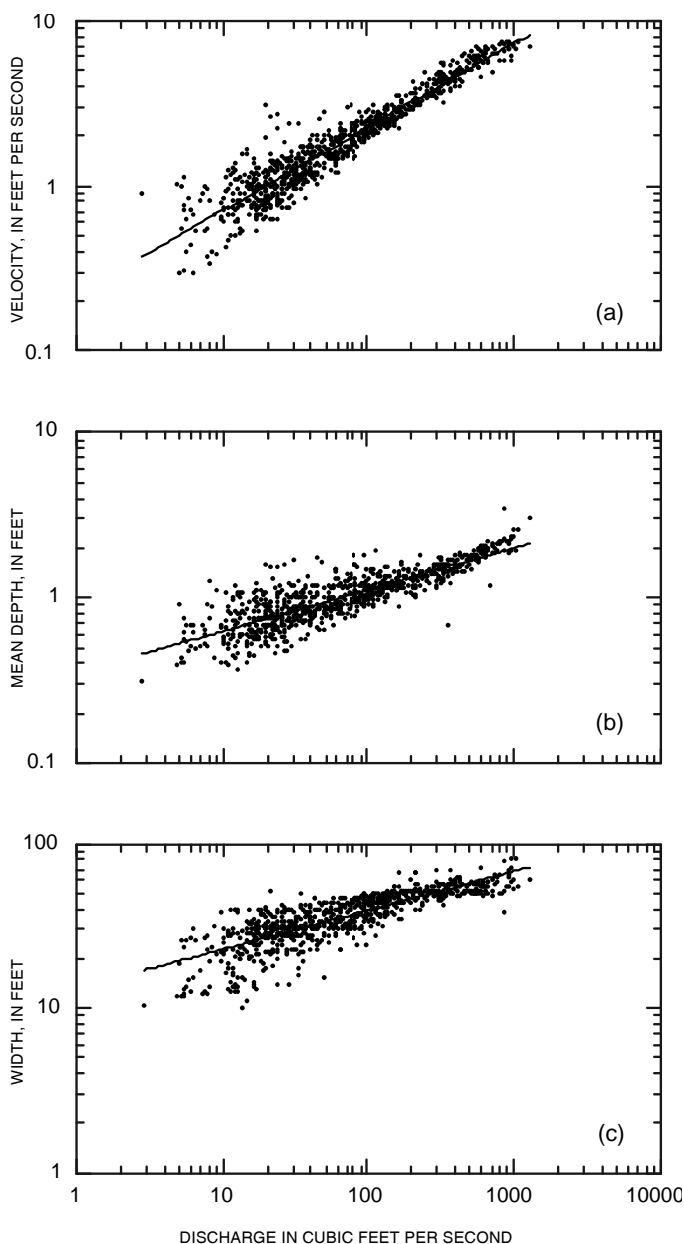 10
VELOCITY, IN FEET PER SECOND
1
0.1
(a)
10
MEAN DEPTH, IN FEET
1
0.1
(b)
100
WIDTH, IN FEET
10
1
(c)
1 10 100 1000 10000
DISCHARGE IN CUBIC FEET PER SECOND